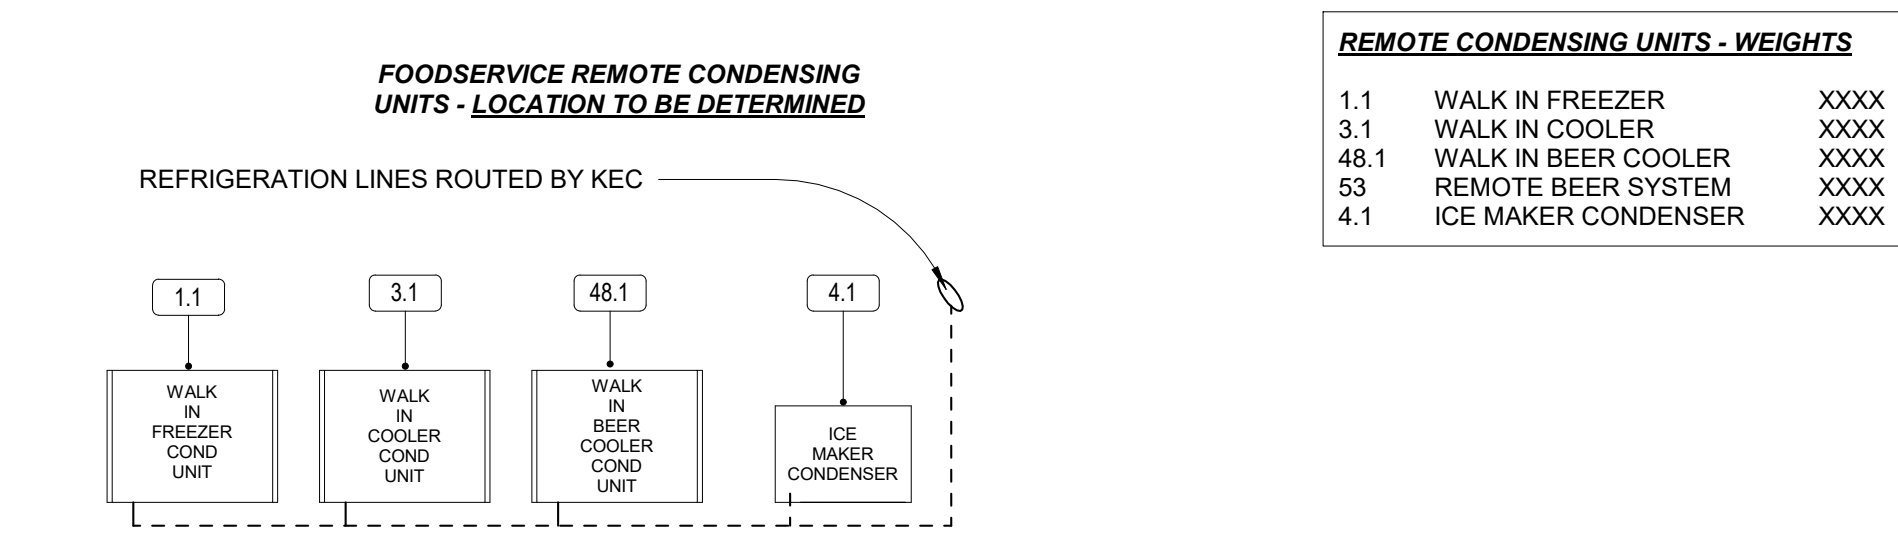 FOODSERVICE REMOTE CONDENSING
UNITS - LOCATION TO BE DETERMINED
REFRIGERATION LINES ROUTED BY KEC
1.1
3.1
48.1
4.1
WALK
IN
FREEZER
COND
UNIT
WALK
IN
COOLER
COND
UNIT
WALK
IN
BEER
COOLER
COND
UNIT
ICE
MAKER
CONDENSER
REMOTE CONDENSING UNITS - WEIGHTS
1.1 WALK IN FREEZER XXXX
3.1 WALK IN COOLER XXXX
48.1 WALK IN BEER COOLER XXXX
53 REMOTE BEER SYSTEM XXXX
4.1 ICE MAKER CONDENSER XXXX